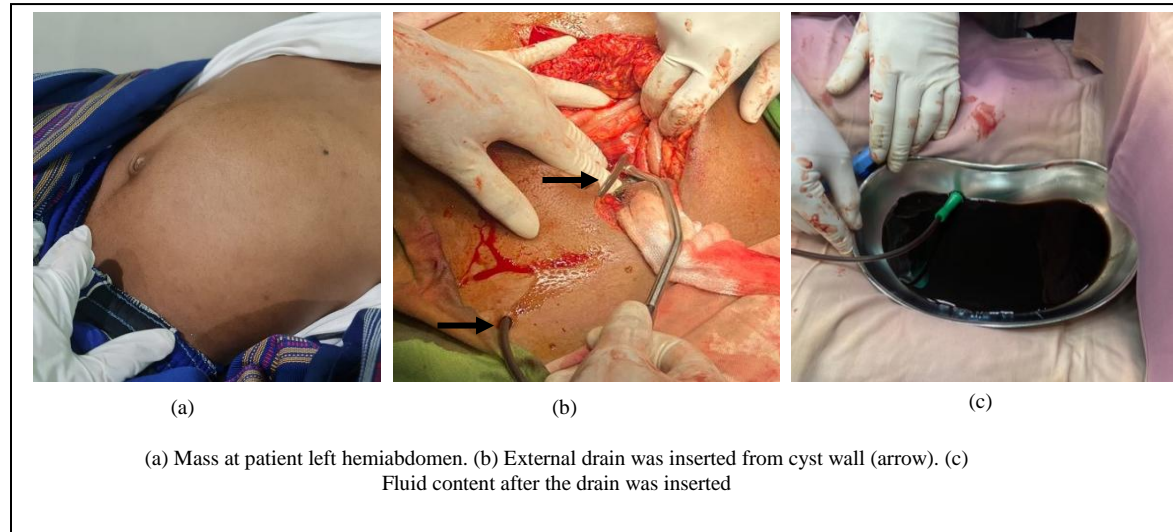 (a)
(b)
(c)
(a) Mass at patient left hemiabdomen. (b) External drain was inserted from cyst wall (arrow). (c)
Fluid content after the drain was inserted